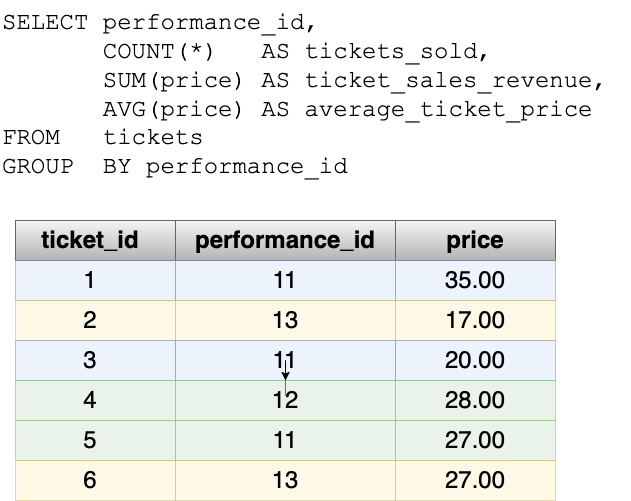 SELECT performance_id,
COUNT(*) AS tickets_sold,
SUM(price) AS ticket_sales_revenue,
AVG(price) AS average_ticket_price
FROM tickets
GROUP BY performance_id
ticket_id performance_id price
1 11 35.00
2 13 17.00
3 11 20.00
4 12 28.00
5 11 27.00
6 13 27.00